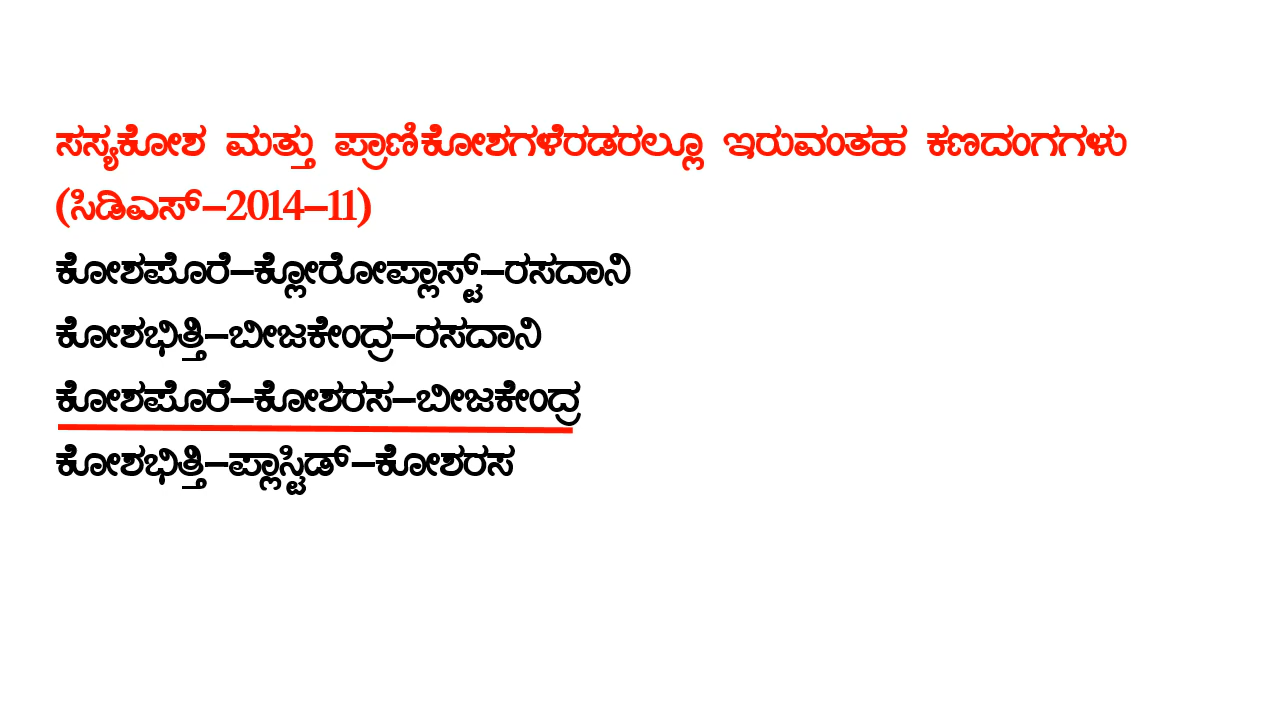 ಸಸ್ಯಕೋಶ ಮತ್ತು ಪ್ರಾಣಿಕೋಶಗಳೆರಡರಲ್ಲೂ ಇರುವಂತಹ ಕಣದಂಗಗಳು
(ಸಿಡಿಎಸ್–2014–11)
ಕೋಶಪೊರೆ–ಕ್ಲೋರೋಪ್ಲಾಸ್ಟ್–ರಸದಾನಿ
ಕೋಶಭಿತ್ತಿ–ಬೀಜಕೇಂದ್ರ–ರಸದಾನಿ
ಕೋಶಪೊರೆ–ಕೋಶರಸ–ಬೀಜಕೇಂದ್ರ
ಕೋಶಭಿತ್ತಿ–ಪ್ಲಾಸ್ಟಿಡ್–ಕೋಶರಸ